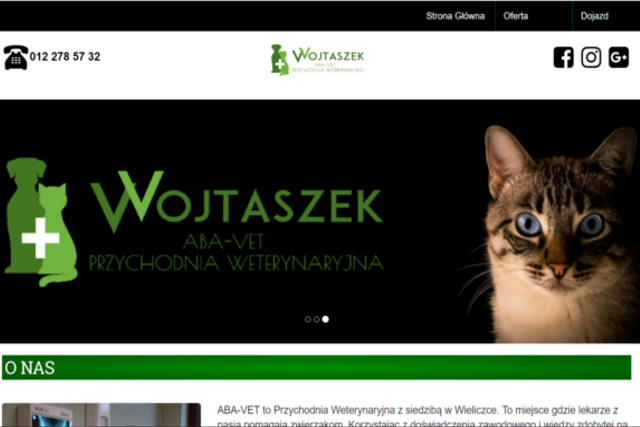 Strona Główna Oferta Dojazd
012 278 57 32
WOJTASZEK
ABA-VET
PRZYCHODNIA WETERYNARYJNA
WOJTASZEK
ABA-VET
PRZYCHODNIA WETERYNARYJNA
O NAS
ABA-VET to Przychodnia Weterynaryjna z siedzibą w Wieliczce. To miejsce gdzie lekarze z
pasją pomagają zwierzakom. Korzystając z doświadczenia zawodowego i wiedzy zdobytej na